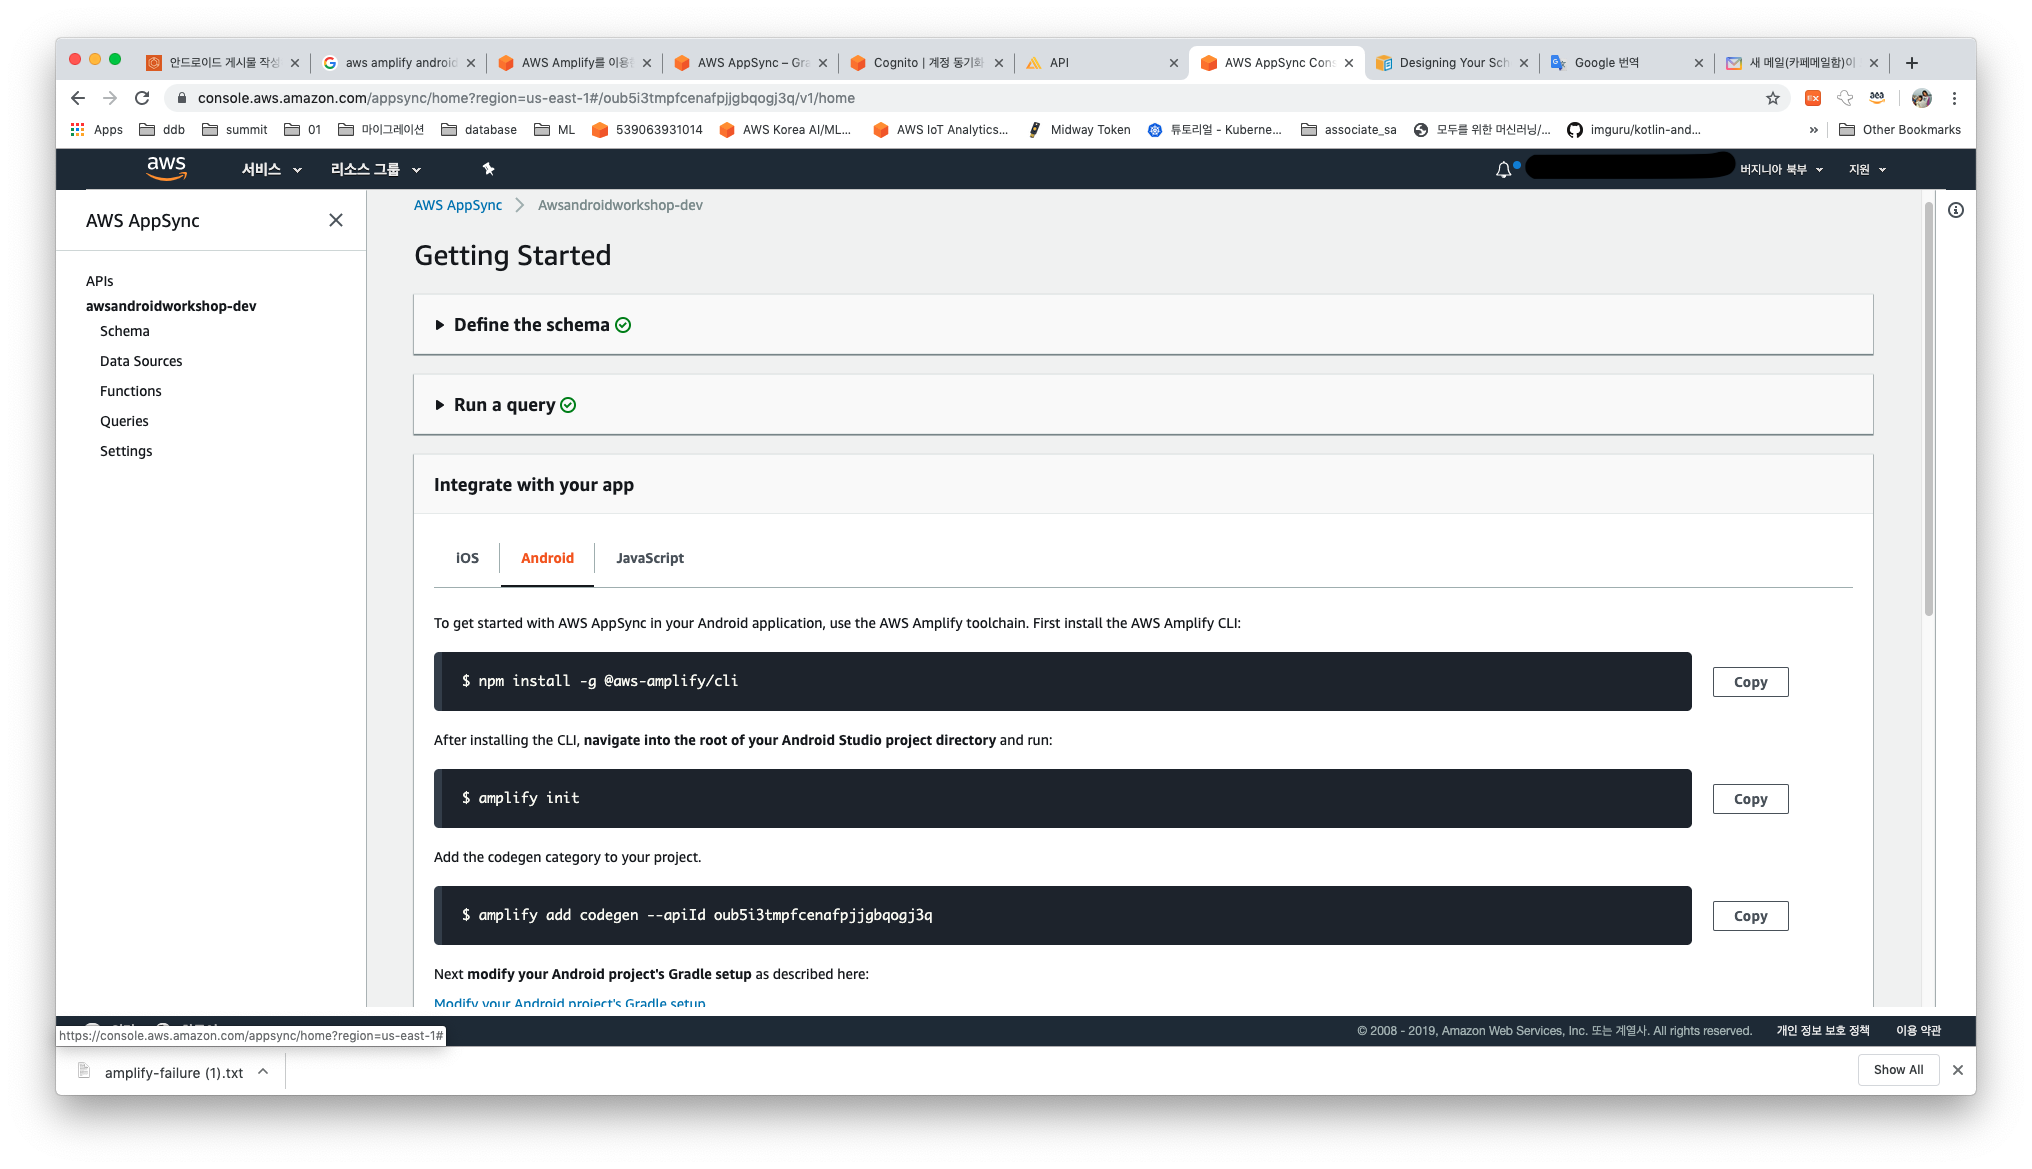 안드로이드 게시물 작성
aws amplify android
AWS Amplify를 이용한
AWS AppSync – Gra
Cognito | 계정 동기화
API
AWS AppSync Cons
Designing Your Sch
Google 번역
새 메일(카페메일함)이
console.aws.amazon.com/appsync/home?region=us-east-1#/oub5i3tmpfcenafpjjgbqogj3q/v1/home
Apps
ddb
summit
01
마이그레이션
database
ML
539063931014
AWS Korea AI/ML...
AWS IoT Analytics...
Midway Token
튜토리얼 - Kuberne...
associate_sa
모두를 위한 머신러닝/...
imguru/kotlin-and...
»
Other Bookmarks
aws
서비스
리소스 그룹
버지니아 북부
지원
AWS AppSync
APIs
awsandroidworkshop-dev
Schema
Data Sources
Functions
Queries
Settings
AWS AppSync > Awsandroidworkshop-dev
Getting Started
Define the schema
Run a query
Integrate with your app
iOS
Android
JavaScript
To get started with AWS AppSync in your Android application, use the AWS Amplify toolchain. First install the AWS Amplify CLI:
$ npm install -g @aws-amplify/cli
Copy
After installing the CLI, navigate into the root of your Android Studio project directory and run:
$ amplify init
Copy
Add the codegen category to your project.
$ amplify add codegen --apiId oub5i3tmpfcenafpjjgbqogj3q
Copy
Next modify your Android project's Gradle setup as described here:
Modify your Android project's Gradle setup
© 2008 - 2019, Amazon Web Services, Inc. 또는 계열사. All rights reserved.
개인 정보 보호 정책
이용 약관
https://console.aws.amazon.com/appsync/home?region=us-east-1#
amplify-failure (1).txt
Show All